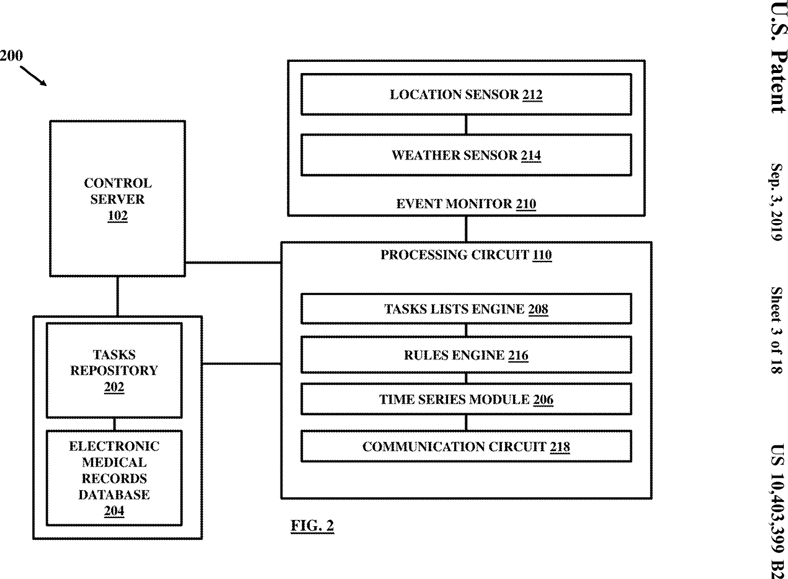 U.S. Patent
Sep. 3, 2019
Sheet 3 of 18
US 10,403,399 B2
200
LOCATION SENSOR 212
WEATHER SENSOR 214
EVENT MONITOR 210
CONTROL
SERVER
102
PROCESSING CIRCUIT 110
TASKS LISTS ENGINE 208
RULES ENGINE 216
TIME SERIES MODULE 206
COMMUNICATION CIRCUIT 218
TASKS
REPOSITORY
202
ELECTRONIC
MEDICAL
RECORDS
DATABASE
204
FIG. 2